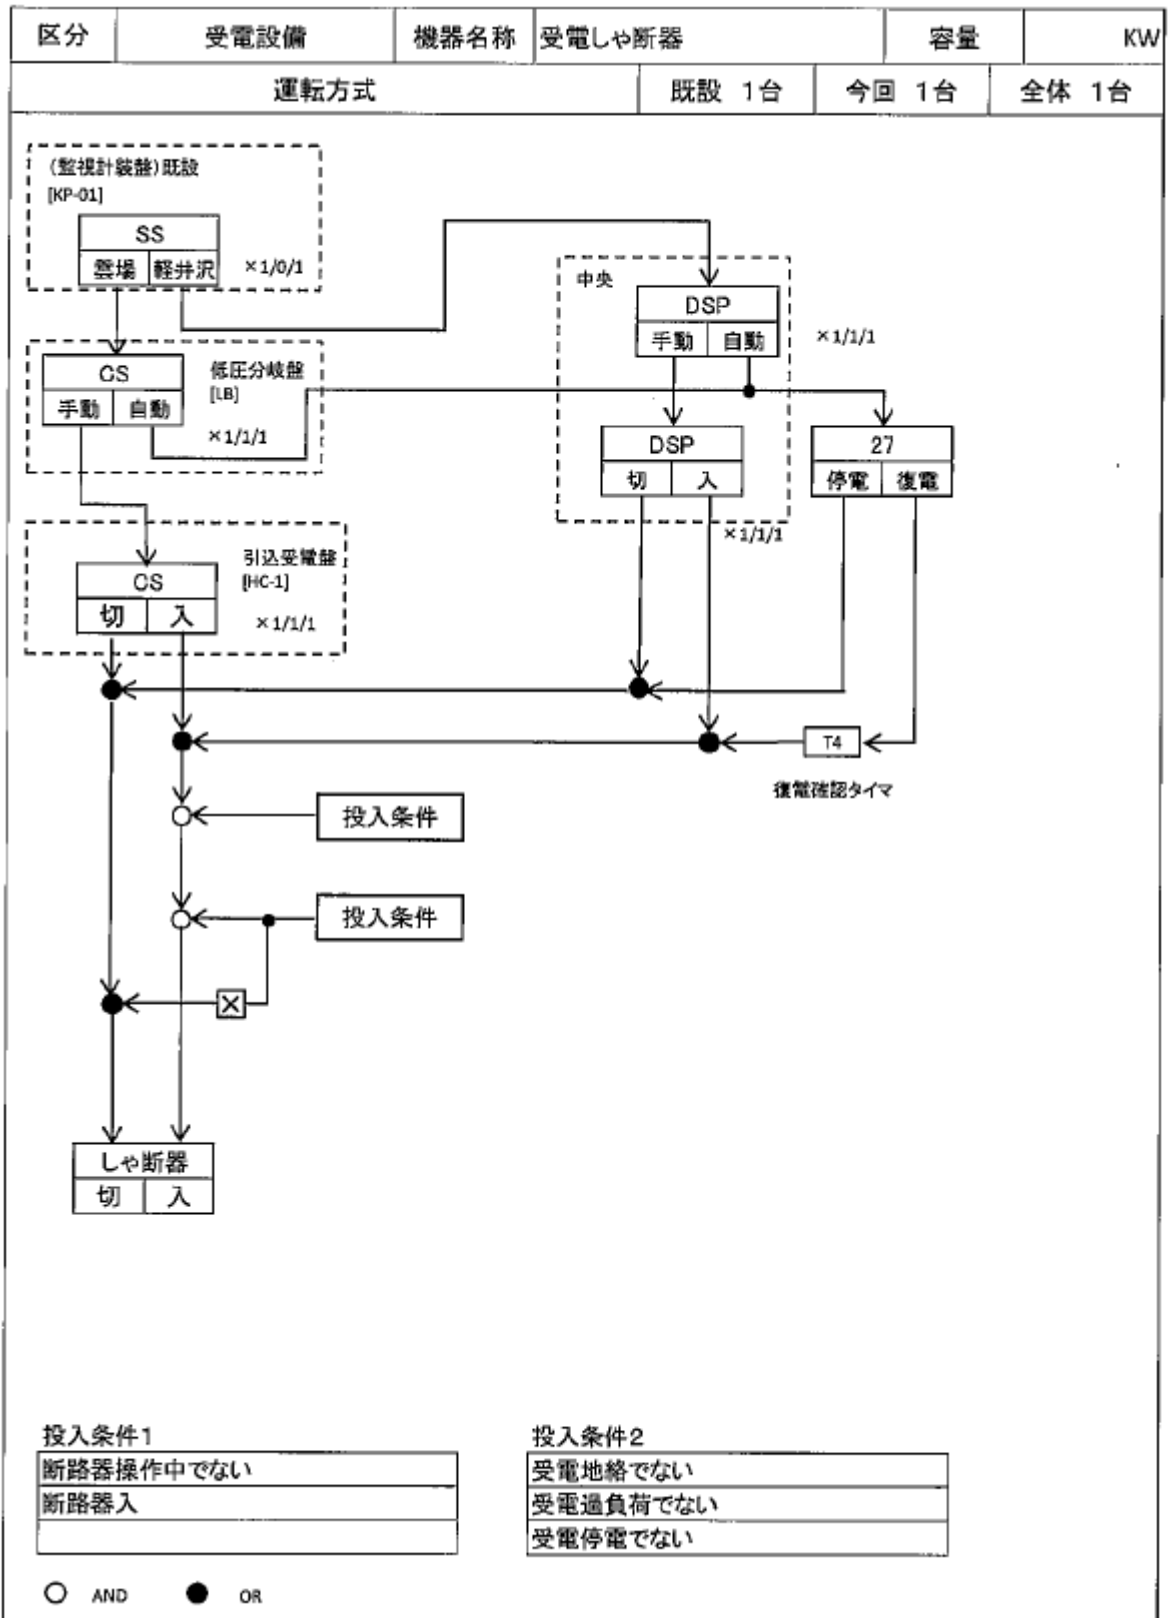 区分 受電設備 機器名称 受電しゃ断器 容量 KW
運転方式 既設 1台 今回 1台 全体 1台
(監視計装盤)既設
[KP-01]
SS
雲場 軽井沢 ×1/0/1
中央
DSP
手動 自動 ×1/1/1
CS
手動 自動
低圧分岐盤
[LB]
×1/1/1
DSP
切 入
×1/1/1
27
停電 復電
引込受電盤
[HC-1]
CS
切 入 ×1/1/1
T4
復電確認タイマ
投入条件
投入条件
しゃ断器
切 入
投入条件1
断路器操作中でない
断路器入
投入条件2
受電地絡でない
受電過負荷でない
受電停電でない
AND OR